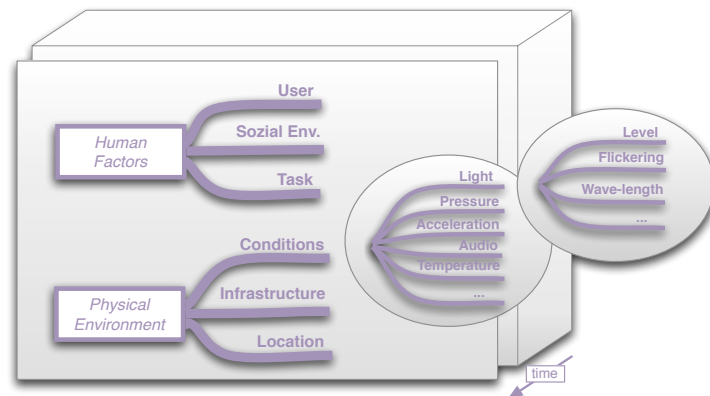 User
Sozial Env.
Task
Human
Factors
Conditions
Infrastructure
Location
Physical
Environment
Light
Pressure
Acceleration
Audio
Temperature
...
Level
Flickering
Wave-length
...
time